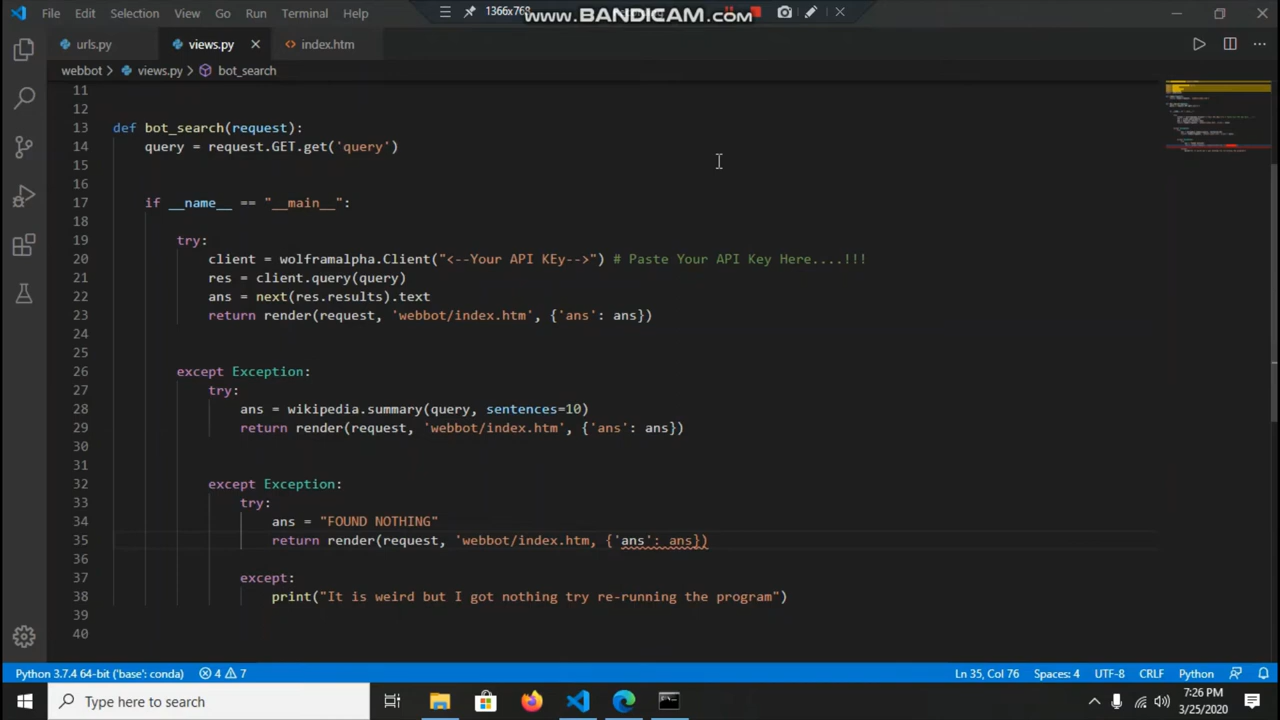 File Edit Selection View Go Run Terminal Help
1366x768
www.BANDICAM.com
urls.py views.py index.htm
webbot > views.py > bot_search
11
12
13 def bot_search(request):
14 query = request.GET.get('query')
15
16
17 if __name__ == "__main__":
18
19 try:
20 client = wolframalpha.Client("<--Your API KEy-->") # Paste Your API Key Here....!!!
21 res = client.query(query)
22 ans = next(res.results).text
23 return render(request, 'webbot/index.htm', {'ans': ans})
24
25
26 except Exception:
27 try:
28 ans = wikipedia.summary(query, sentences=10)
29 return render(request, 'webbot/index.htm', {'ans': ans})
30
31
32 except Exception:
33 try:
34 ans = "FOUND NOTHING"
35 return render(request, 'webbot/index.htm, {'ans': ans})
36
37 except:
38 print("It is weird but I got nothing try re-running the program")
39
40
Python 3.7.4 64-bit ('base': conda) 4 7 Ln 35, Col 76 Spaces: 4 UTF-8 CRLF Python
Type here to search
7:26 PM
3/25/2020